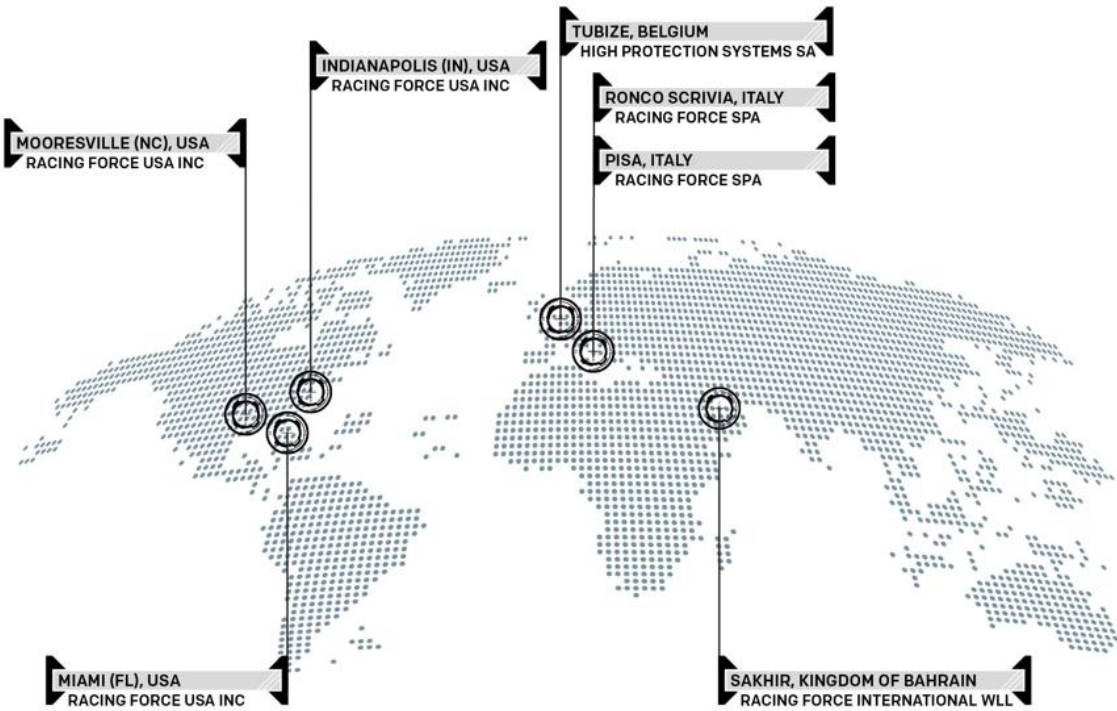 TUBIZE, BELGIUM
HIGH PROTECTION SYSTEMS SA
INDIANAPOLIS (IN), USA
RACING FORCE USA INC
RONCO SCRIVIA, ITALY
RACING FORCE SPA
MOORESVILLE (NC), USA
RACING FORCE USA INC
PISA, ITALY
RACING FORCE SPA
MIAMI (FL), USA
RACING FORCE USA INC
SAKHIR, KINGDOM OF BAHRAIN
RACING FORCE INTERNATIONAL WLL